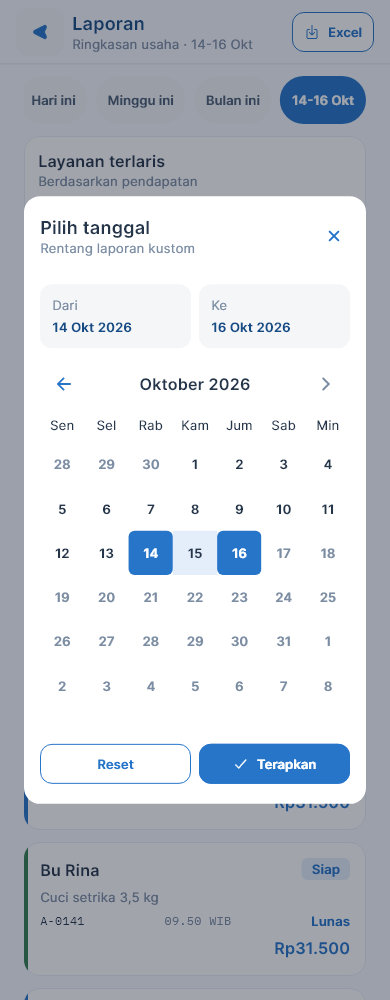 Laporan
Ringkasan usaha · 14-16 Okt
Excel
Hari ini
Minggu ini
Bulan ini
14-16 Okt
Layanan terlaris
Berdasarkan pendapatan
Pilih tanggal
Rentang laporan kustom
Dari
14 Okt 2026
Ke
16 Okt 2026
Oktober 2026
Sen Sel Rab Kam Jum Sab Min
28 29 30 1 2 3 4
5 6 7 8 9 10 11
12 13 14 15 16 17 18
19 20 21 22 23 24 25
26 27 28 29 30 31 1
2 3 4 5 6 7 8
Reset
Terapkan
Rp31.500
Bu Rina
Siap
Cuci setrika 3,5 kg
A-0141
09.50 WIB
Lunas
Rp31.500